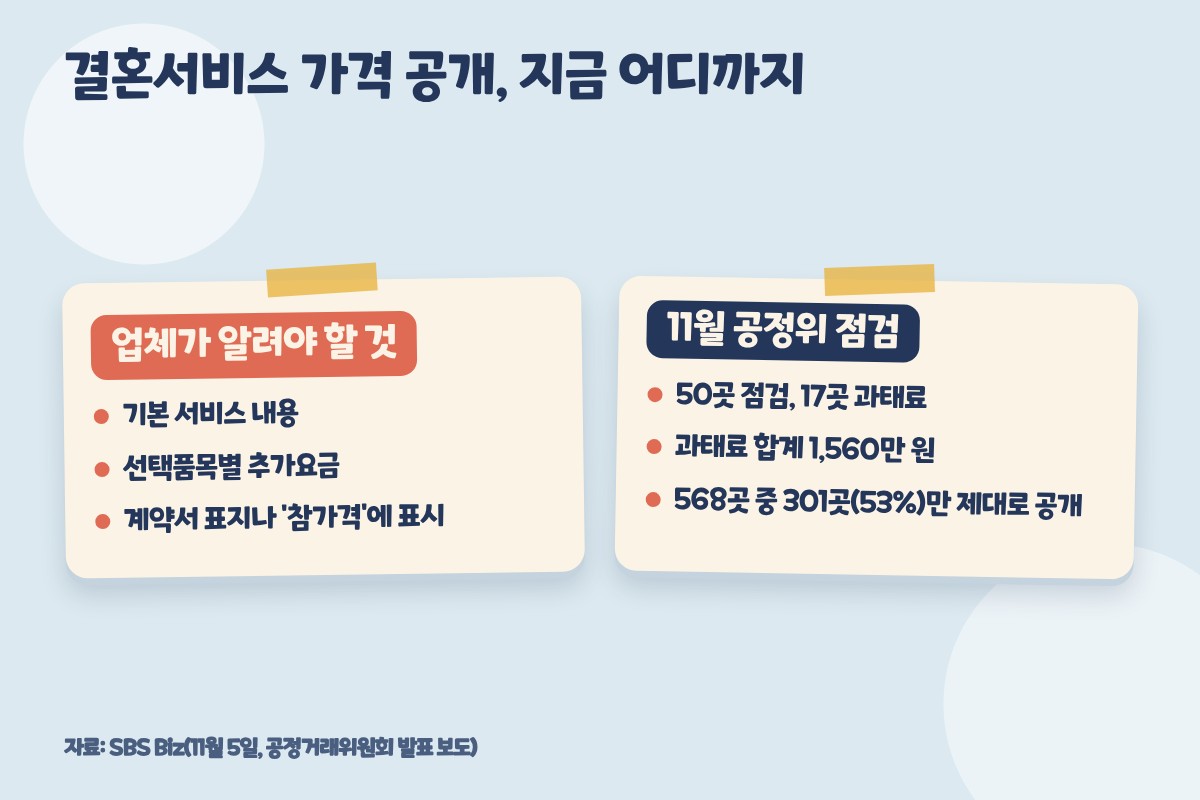 결혼서비스 가격 공개, 지금 어디까지
업체가 알려야 할 것
기본 서비스 내용
선택품목별 추가요금
계약서 표지나 '참가격'에 표시
11월 공정위 점검
50곳 점검, 17곳 과태료
과태료 합계 1,560만 원
568곳 중 301곳(53%)만 제대로 공개
자료: SBS Biz(11월 5일, 공정거래위원회 발표 보도)